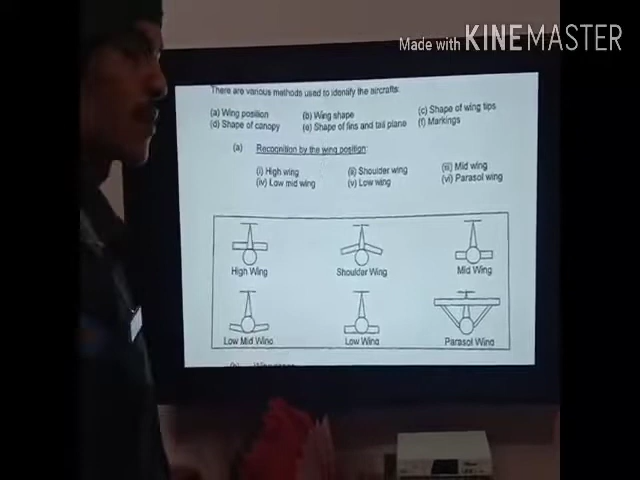 Made with KINEMASTER
There are various methods used to identify the aircrafts:
(a) Wing position (b) Wing shape (c) Shape of wing tips
(d) Shape of canopy (e) Shape of fins and tail plane (f) Markings
(a) Recognition by the wing position:
(i) High wing (ii) Shoulder wing (iii) Mid wing
(iv) Low mid wing (v) Low wing (vi) Parasol wing
High Wing Shoulder Wing Mid Wing
Low Mid Wing Low Wing Parasol Wing